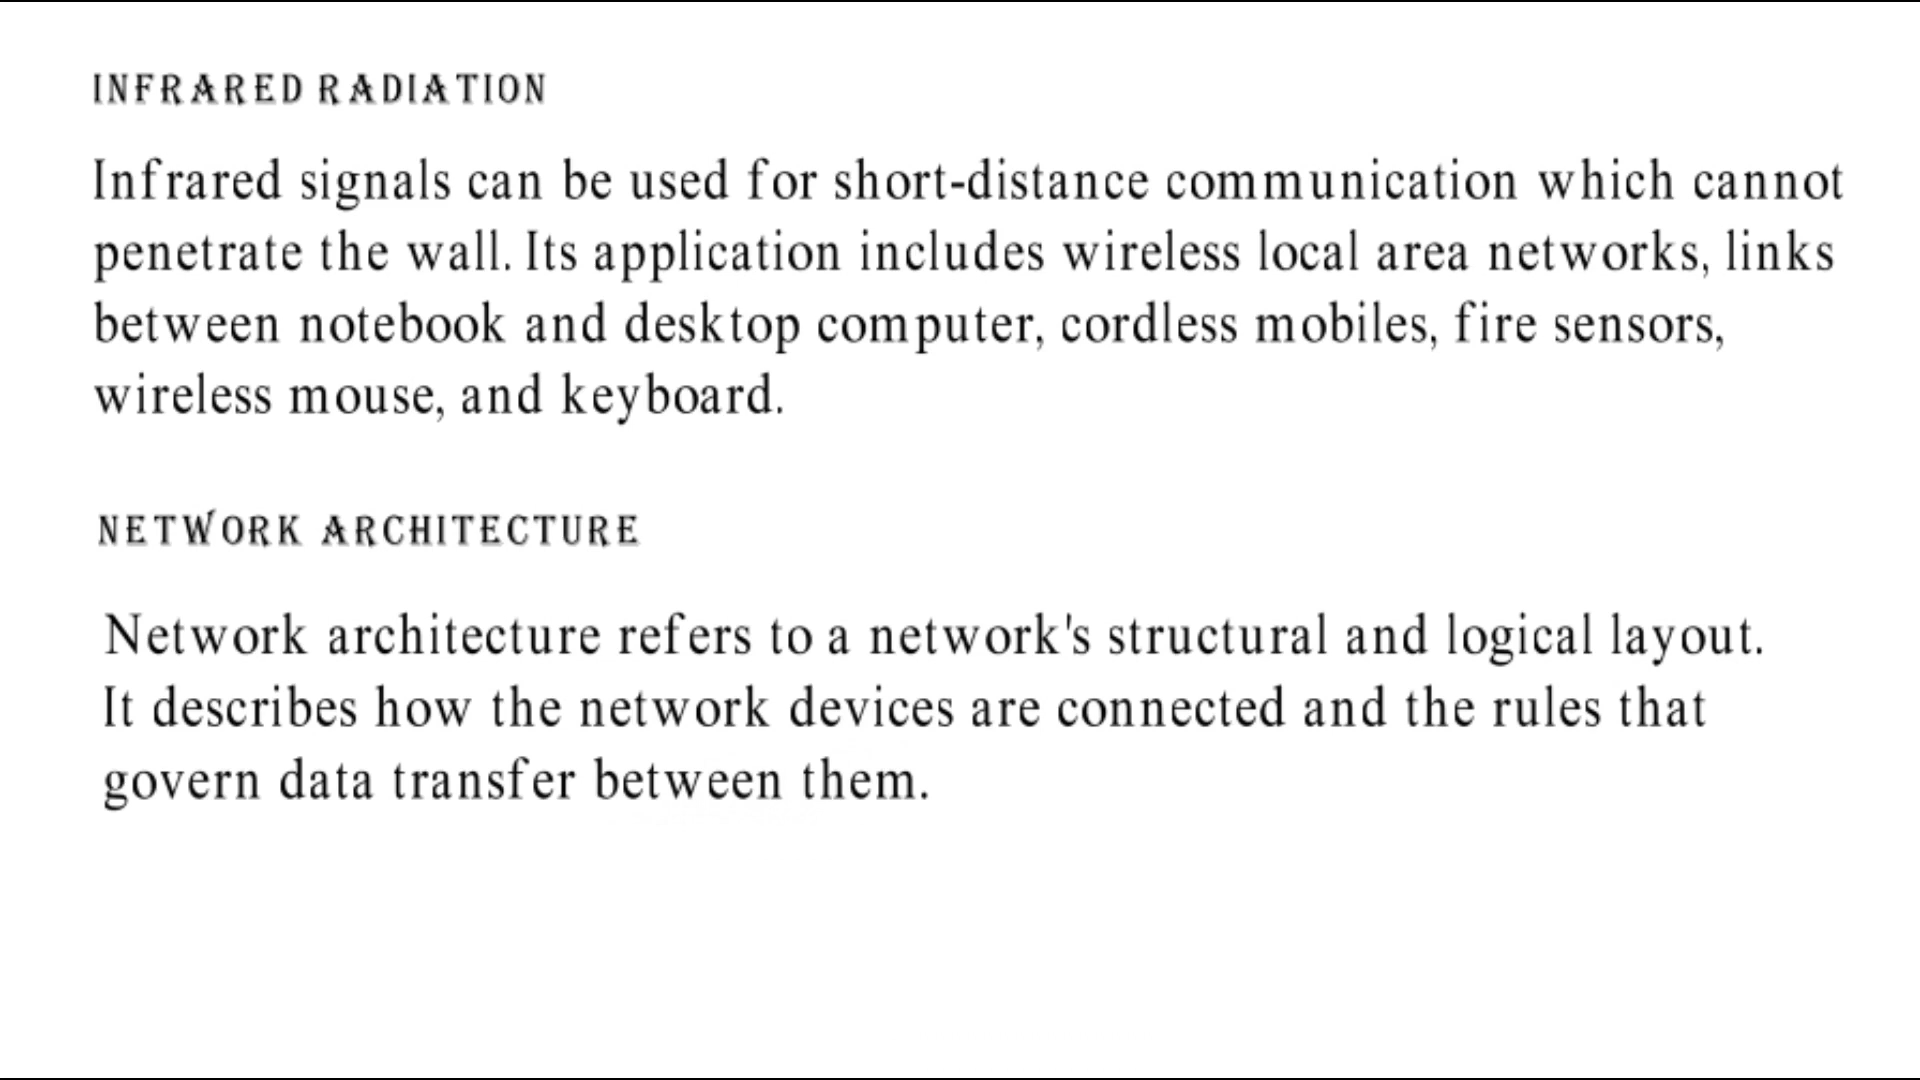 INFRARED RADIATION
Infrared signals can be used for short-distance communication which cannot
penetrate the wall. Its application includes wireless local area networks, links
between notebook and desktop computer, cordless mobiles, fire sensors,
wireless mouse, and keyboard.
NETWORK ARCHITECTURE
Network architecture refers to a network's structural and logical layout.
It describes how the network devices are connected and the rules that
govern data transfer between them.